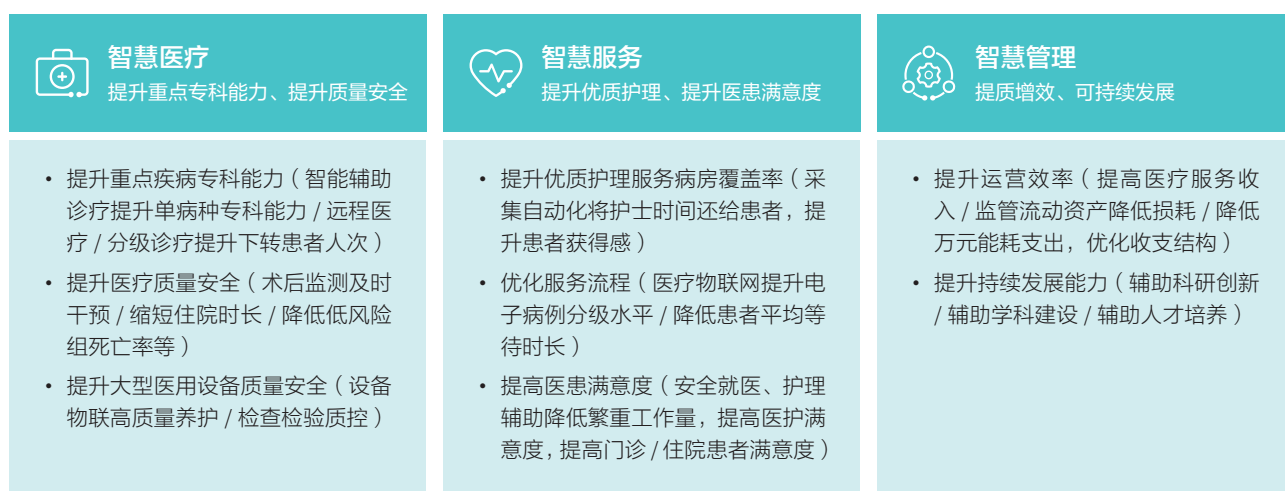 智慧医疗
提升重点专科能力、提升质量安全
• 提升重点疾病专科能力（智能辅助
诊疗提升单病种专科能力 / 远程医
疗 / 分级诊疗提升下转患者人次）
• 提升医疗质量安全（术后监测及时
干预 / 缩短住院时长 / 降低低风险
组死亡率等）
• 提升大型医用设备质量安全（设备
物联高质量养护 / 检查检验质控）
智慧服务
提升优质护理、提升医患满意度
• 提升优质护理服务病房覆盖率（采
集自动化将护士时间还给患者，提
升患者获得感）
• 优化服务流程（医疗物联网提升电
子病例分级水平 / 降低患者平均等
待时长）
• 提高医患满意度（安全就医、护理
辅助降低繁重工作量，提高医护满
意度，提高门诊 / 住院患者满意度）
智慧管理
提质增效、可持续发展
• 提升运营效率（提高医疗服务收
入 / 监管流动资产降低损耗 / 降低
万元能耗支出，优化收支结构）
• 提升持续发展能力（辅助科研创新
/ 辅助学科建设 / 辅助人才培养）